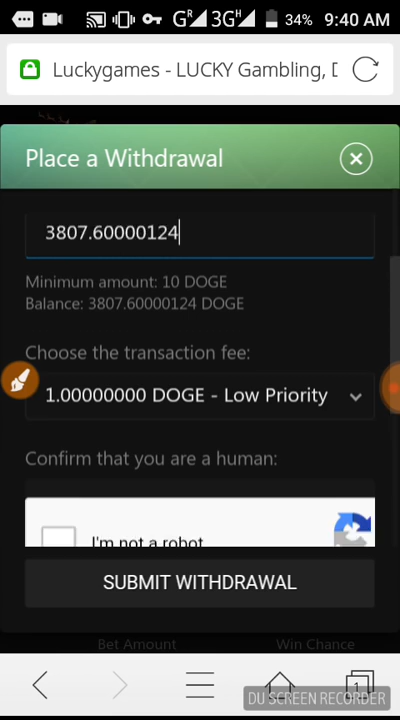 G R 3G H 34% 9:40 AM
Luckygames - LUCKY Gambling, D
Place a Withdrawal
3807.60000124
Minimum amount: 10 DOGE
Balance: 3807.60000124 DOGE
Choose the transaction fee:
1.00000000 DOGE - Low Priority
Confirm that you are a human:
I'm not a robot
SUBMIT WITHDRAWAL
Bet Amount Win Chance
1
DU SCREEN RECORDER